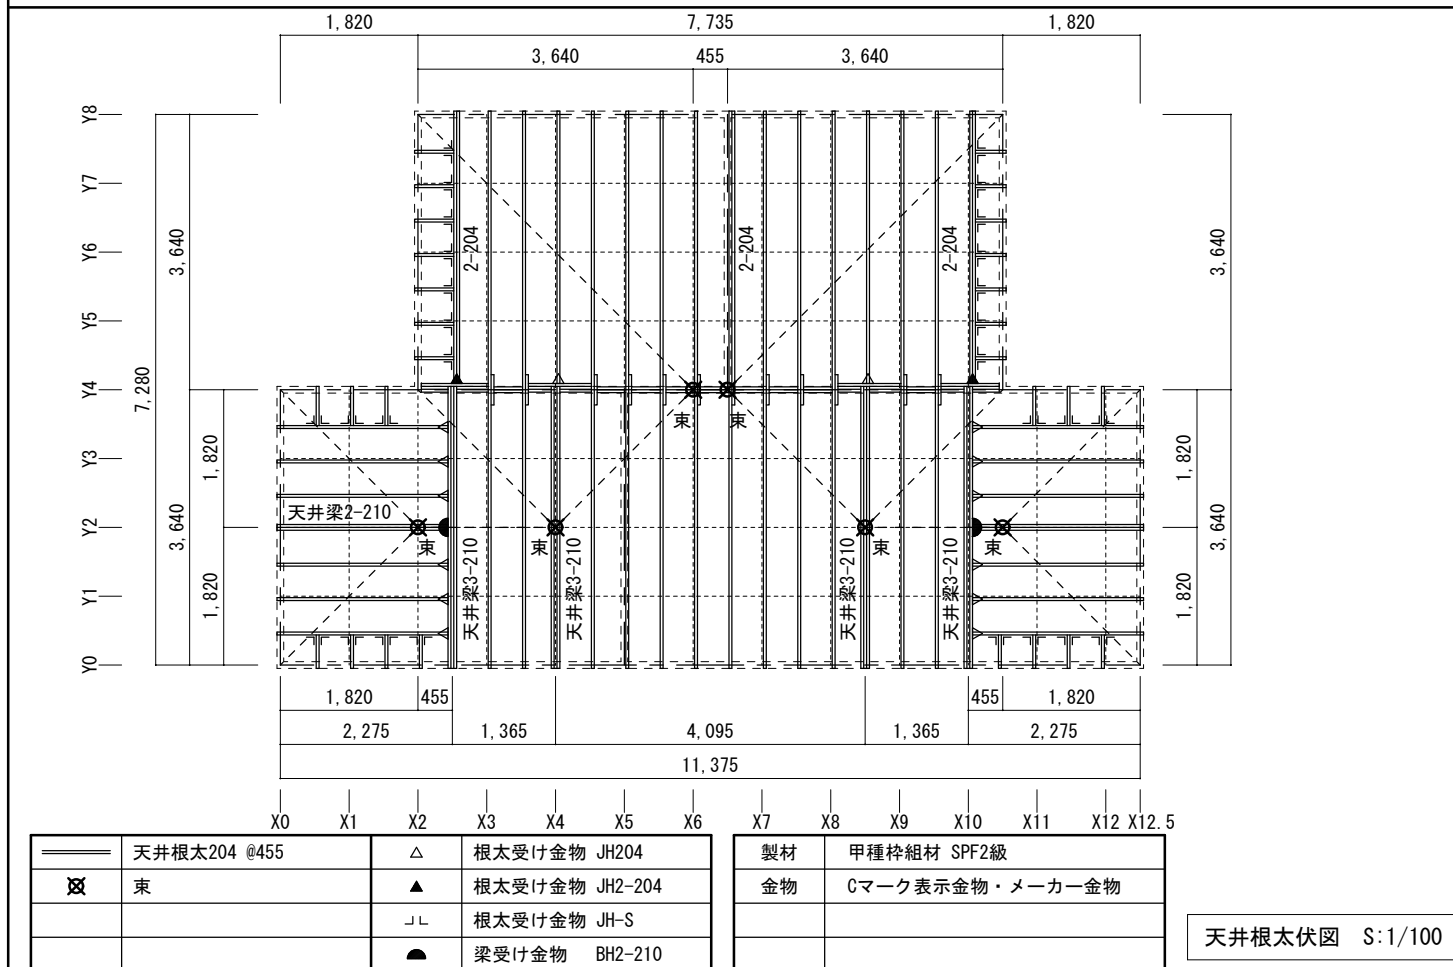 1,820 7,735 1,820
3,640 455 3,640
Y8
Y7
Y6
Y5
Y4
Y3
Y2
Y1
Y0
7,280
3,640
3,640
1,820
1,820
2-204
2-204
2-204
3,640
3,640
1,820
1,820
束 束
天井梁2-210
束 束 束 束
天井梁3-210
天井梁3-210
天井梁3-210
天井梁3-210
1,820 455 455 1,820
2,275 1,365 4,095 1,365 2,275
11,375
X0 X1 X2 X3 X4 X5 X6 X7 X8 X9 X10 X11 X12 X12.5
天井根太204 @455 △ 根太受け金物 JH204 製材 甲種枠組材 SPF2級
束 ▲ 根太受け金物 JH2-204 金物 Cマーク表示金物・メーカー金物
根太受け金物 JH-S
梁受け金物 BH2-210
天井根太伏図 S:1/100